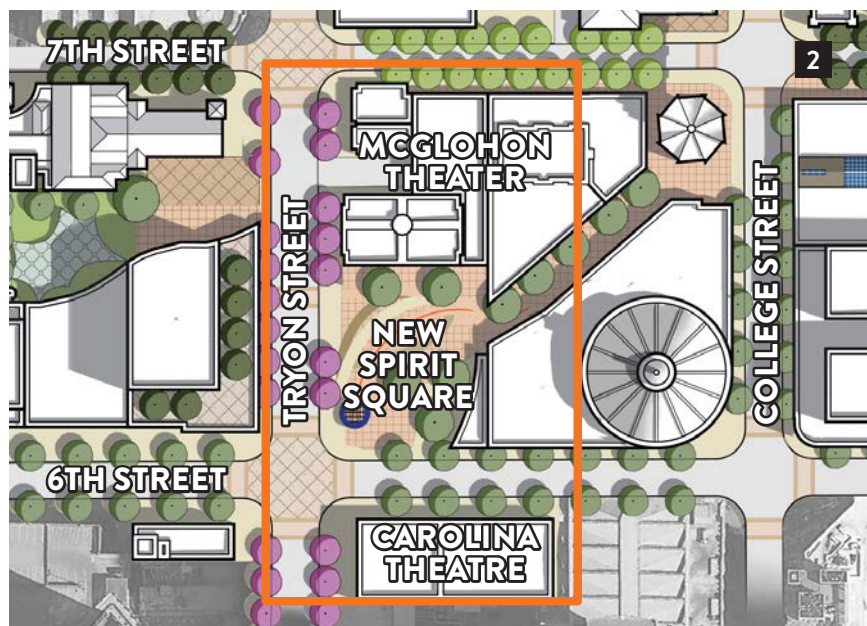 7TH STREET
2
MCGLOHON
THEATER
TRYON STREET
COLLEGE STREET
NEW
SPIRIT
SQUARE
6TH STREET
CAROLINA
THEATRE